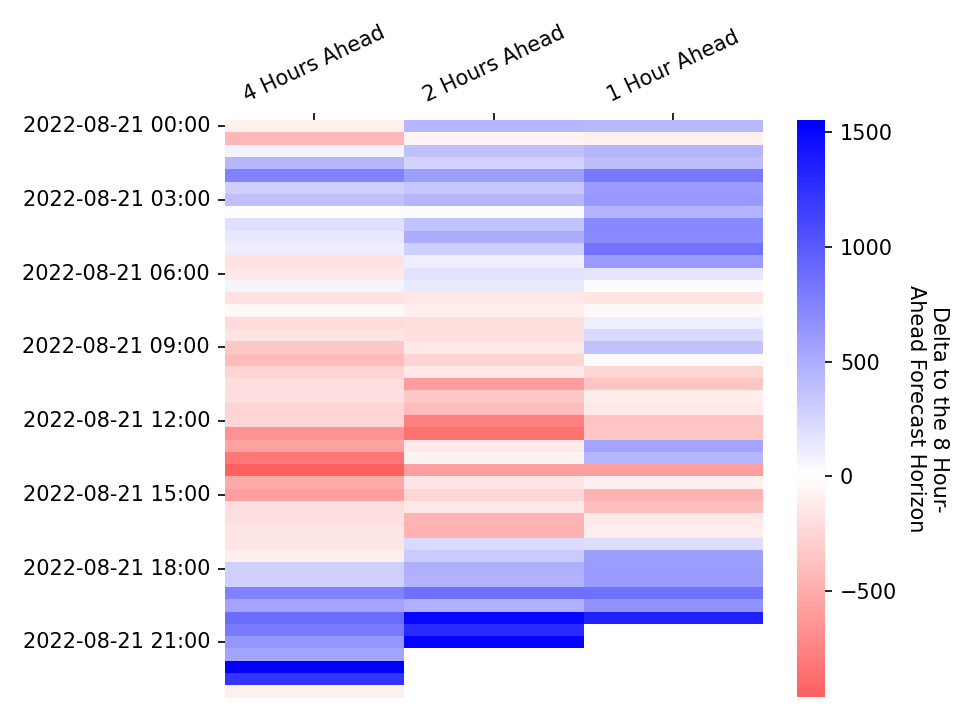 4 Hours Ahead
2 Hours Ahead
1 Hour Ahead
2022-08-21 00:00
2022-08-21 03:00
2022-08-21 06:00
2022-08-21 09:00
2022-08-21 12:00
2022-08-21 15:00
2022-08-21 18:00
2022-08-21 21:00
1500
1000
500
0
−500
Delta to the 8 Hour-
Ahead Forecast Horizon